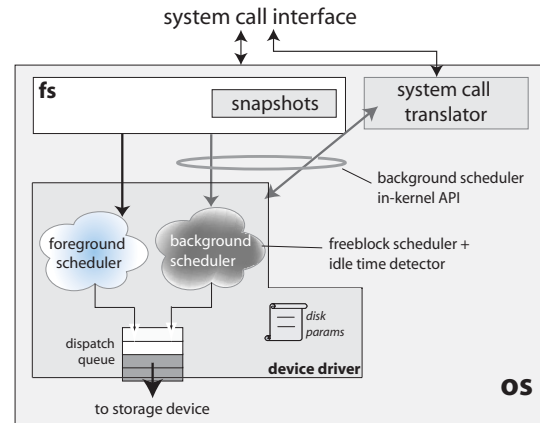 system call interface
fs
snapshots
system call
translator
background scheduler
in-kernel API
foreground
scheduler
background
scheduler
freeblock scheduler +
idle time detector
disk
params
dispatch
queue
device driver
os
to storage device